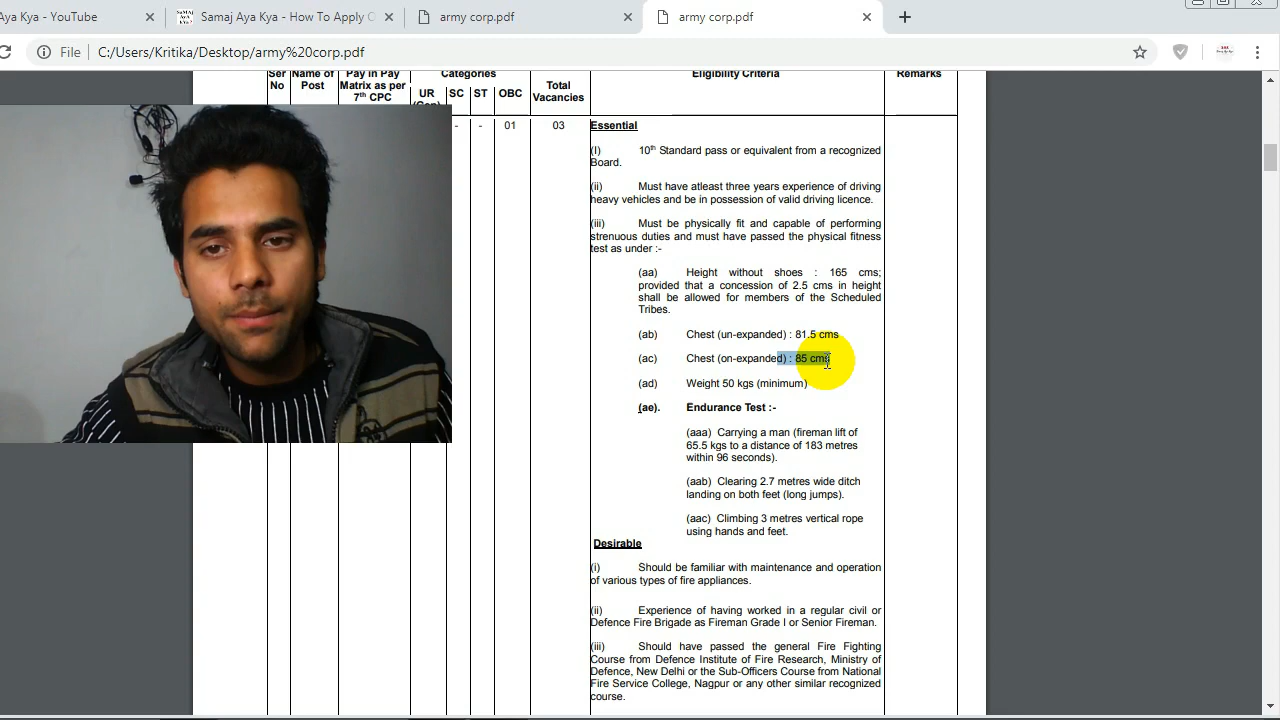 Aya Kya - YouTube
Samaj Aya Kya - How To Apply
army corp.pdf
army corp.pdf
File
C:/Users/Kritika/Desktop/army%20corp.pdf
Ser No
Name of Post
Pay in Pay Matrix as per 7th CPC
Categories
UR
SC
ST
OBC
Total Vacancies
Eligibility Criteria
Remarks
-
-
01
03
Essential
(I) 10th Standard pass or equivalent from a recognized
Board.
(ii) Must have atleast three years experience of driving
heavy vehicles and be in possession of valid driving licence.
(iii) Must be physically fit and capable of performing
strenuous duties and must have passed the physical fitness
test as under :-
(aa) Height without shoes : 165 cms;
provided that a concession of 2.5 cms in height
shall be allowed for members of the Scheduled
Tribes.
(ab) Chest (un-expanded) : 81.5 cms
(ac) Chest (on-expanded) : 85 cms
(ad) Weight 50 kgs (minimum)
(ae). Endurance Test :-
(aaa) Carrying a man (fireman lift of
65.5 kgs to a distance of 183 metres
within 96 seconds).
(aab) Clearing 2.7 metres wide ditch
landing on both feet (long jumps).
(aac) Climbing 3 metres vertical rope
using hands and feet.
Desirable
(i) Should be familiar with maintenance and operation
of various types of fire appliances.
(ii) Experience of having worked in a regular civil or
Defence Fire Brigade as Fireman Grade I or Senior Fireman.
(iii) Should have passed the general Fire Fighting
Course from Defence Institute of Fire Research, Ministry of
Defence, New Delhi or the Sub-Officers Course from National
Fire Service College, Nagpur or any other similar recognized
course.